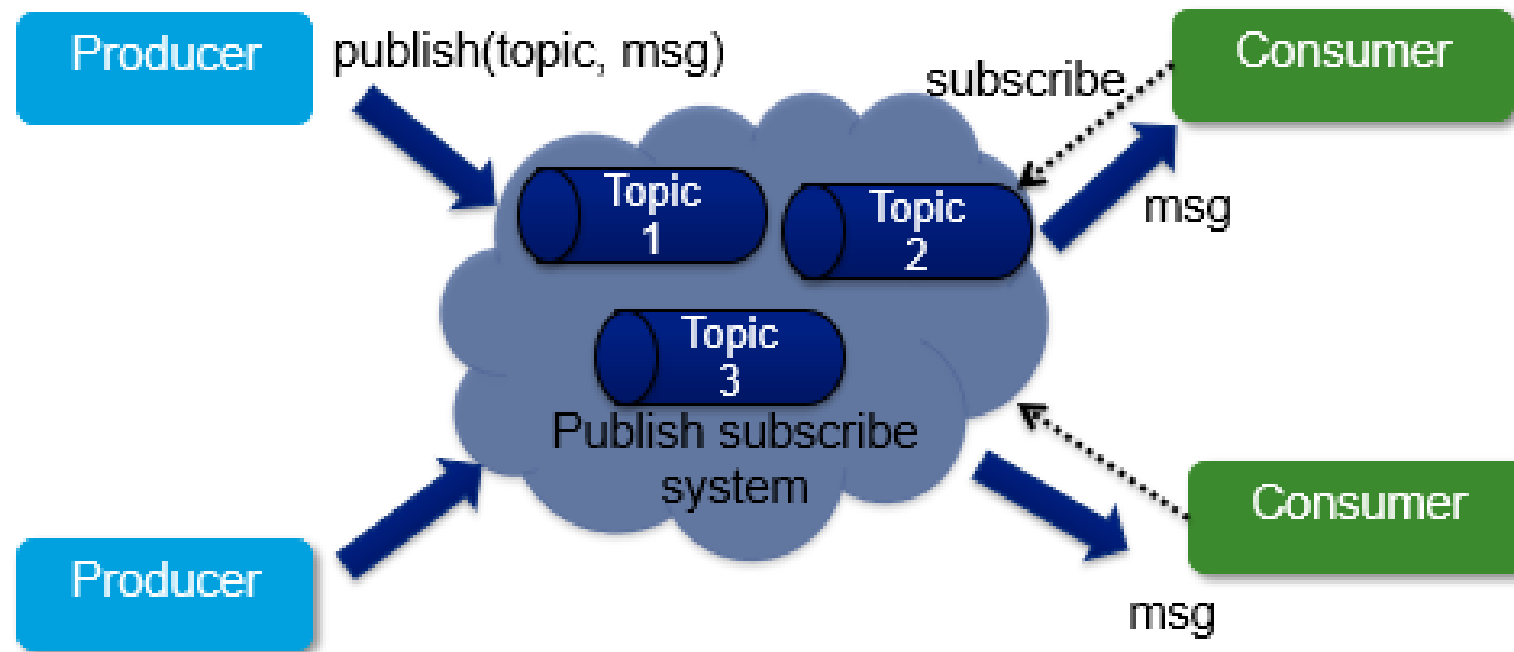 Producer
publish(topic, msg)
subscribe
Consumer
msg
Topic
1
Topic
2
Topic
3
Publish subscribe
system
Producer
Consumer
msg